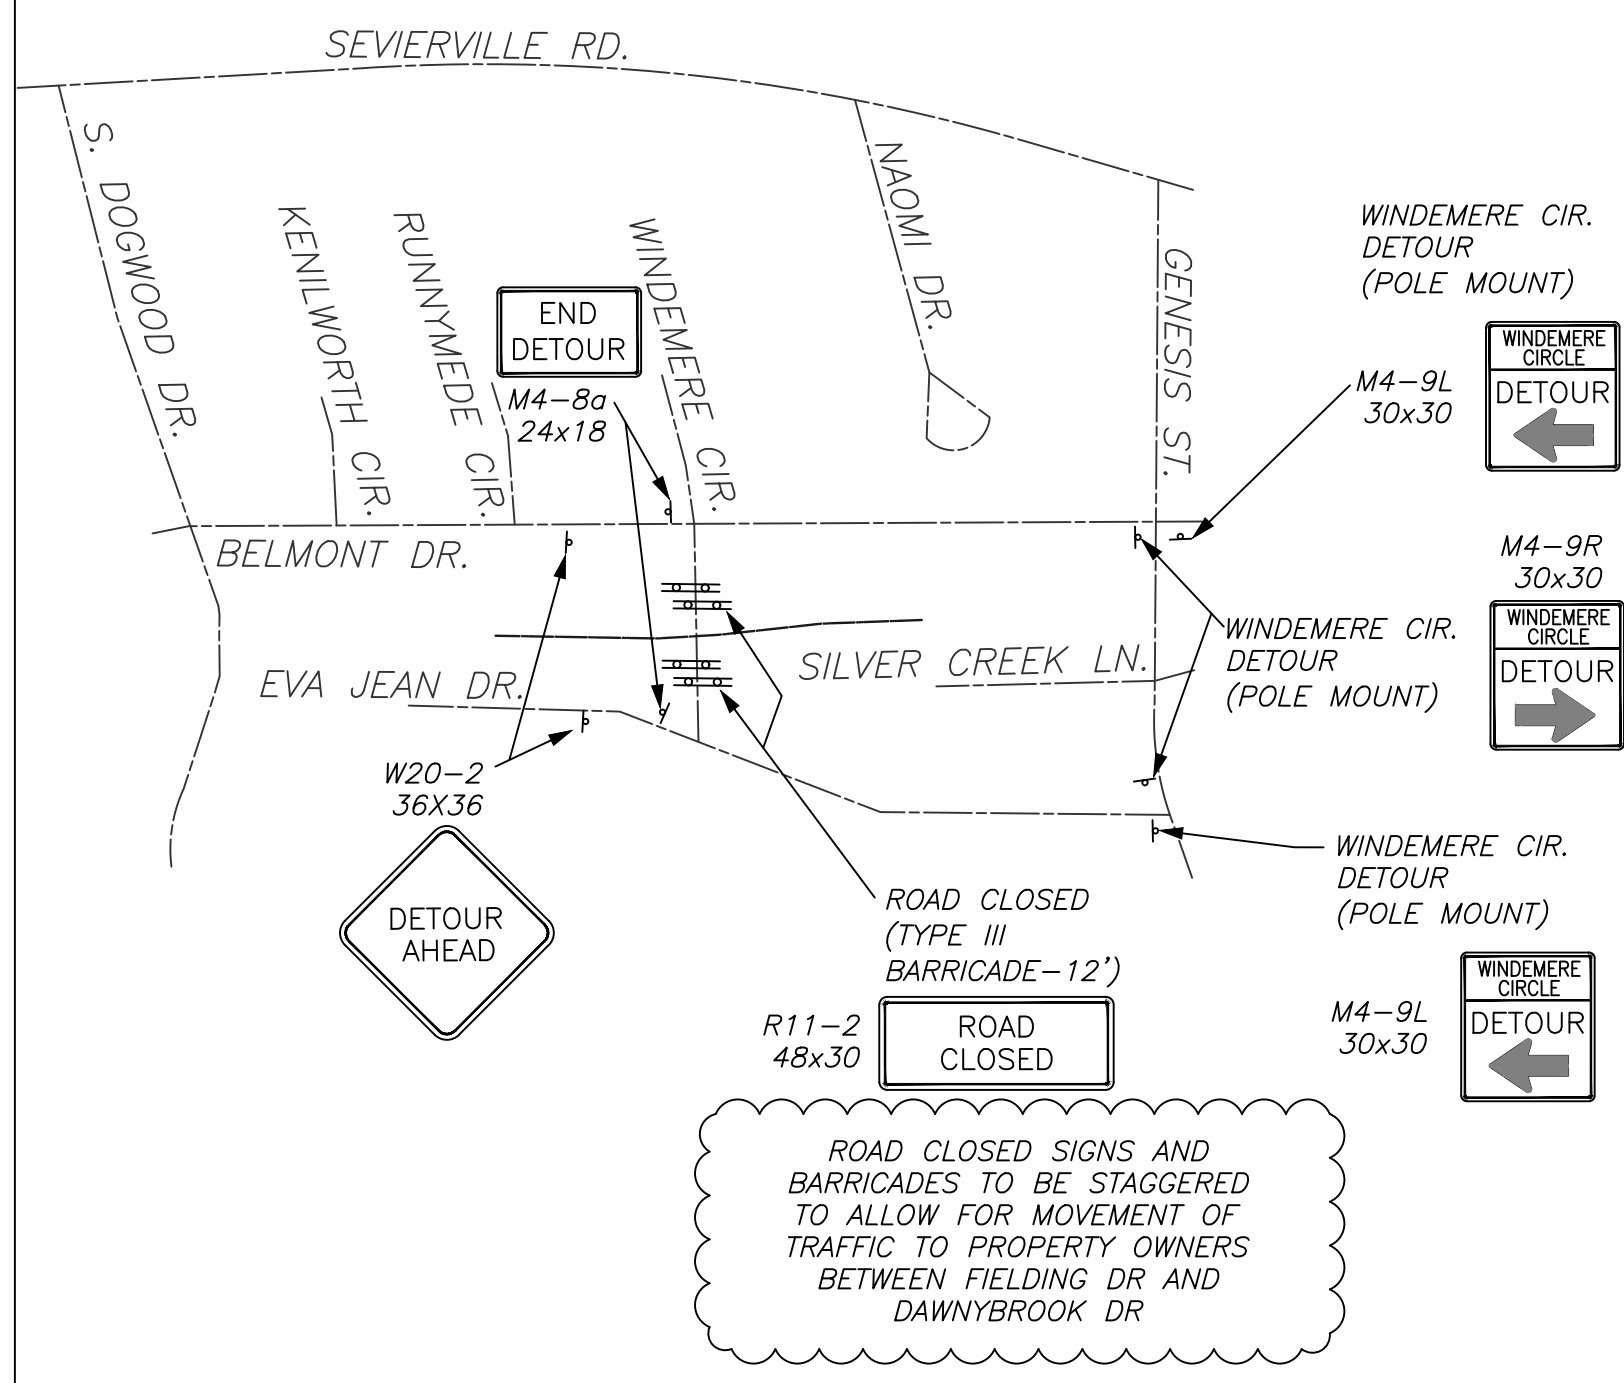 SEVIERVILLE RD.
S. DOGWOOD DR.
KENILWORTH CIR.
RUNNYMEDE CIR.
WINDEMERE CIR.
NAOMI DR.
GENESIS ST.
END
DETOUR
M4-8a
24x18
WINDEMERE CIR.
DETOUR
(POLE MOUNT)
M4-9L
30x30
WINDEMERE
CIRCLE
DETOUR
BELMONT DR.
M4-9R
30x30
WINDEMERE
CIRCLE
DETOUR
WINDEMERE CIR.
DETOUR
(POLE MOUNT)
SILVER CREEK LN.
EVA JEAN DR.
W20-2
36X36
DETOUR
AHEAD
WINDEMERE CIR.
DETOUR
(POLE MOUNT)
M4-9L
30x30
WINDEMERE
CIRCLE
DETOUR
ROAD CLOSED
(TYPE III
BARRICADE-12')
R11-2
48x30
ROAD
CLOSED
ROAD CLOSED SIGNS AND
BARRICADES TO BE STAGGERED
TO ALLOW FOR MOVEMENT OF
TRAFFIC TO PROPERTY OWNERS
BETWEEN FIELDING DR AND
DAWNYBROOK DR